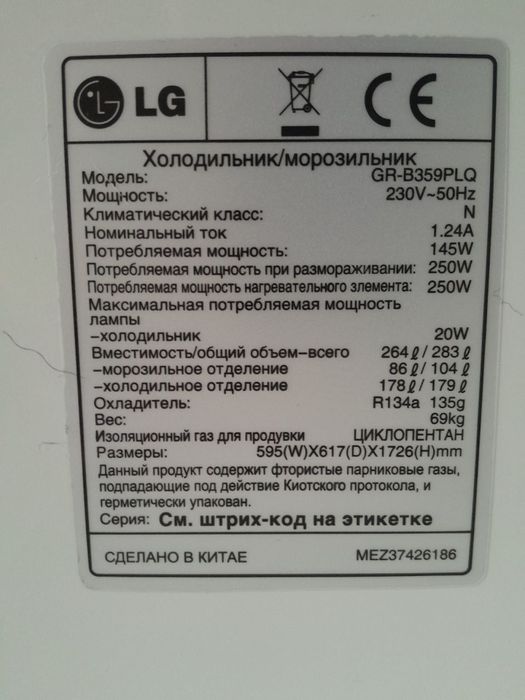 LG CE
Холодильник/морозильник
Модель: GR-B359PLQ
Мощность: 230V~50Hz
Климатический класс: N
Номинальный ток 1.24A
Потребляемая мощность: 145W
Потребляемая мощность при размораживании: 250W
Потребляемая мощность нагревательного элемента: 250W
Максимальная потребляемая мощность
лампы
-холодильник 20W
Вместимость/общий объем-всего 264ℓ/283ℓ
-морозильное отделение 86ℓ/104ℓ
-холодильное отделение 178ℓ/179ℓ
Охладитель: R134a 135g
Вес: 69kg
Изоляционный газ для продувки ЦИКЛОПЕНТАН
Размеры: 595(W)X617(D)X1726(H)mm
Данный продукт содержит фтористые парниковые газы,
подпадающие под действие Киотского протокола, и
герметически упакован.
Серия: См. штрих-код на этикетке
СДЕЛАНО В КИТАЕ MEZ37426186